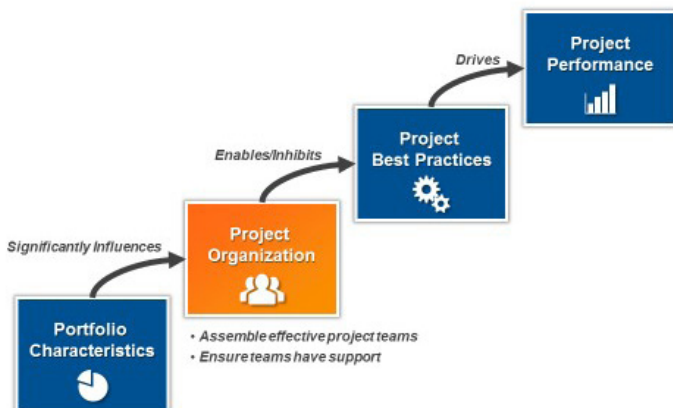 Drives
Project
Performance
Enables/Inhibits
Project
Best Practices
Significantly Influences
Project
Organization
Portfolio
Characteristics
• Assemble effective project teams
• Ensure teams have support